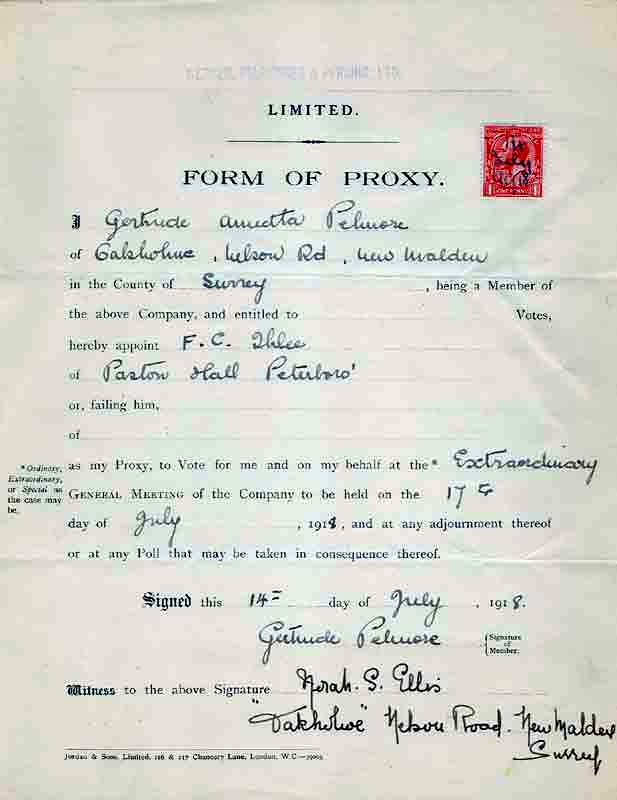 LIMITED.
FORM OF PROXY.
I Gertrude Annetta Pelmore
of Oakholme, Nelson Rd, New Malden
in the County of Surrey , being a Member of
the above Company, and entitled to Votes,
hereby appoint F. C. Ihlee
of Paston Hall Peterboro'
or, failing him,
of
as my Proxy, to Vote for me and on my behalf at the * Extraordinary
* Ordinary, Extraordinary, or Special as the case may be.
GENERAL MEETING of the Company to be held on the 17th
day of July , 1918, and at any adjournment thereof
or at any Poll that may be taken in consequence thereof.
Signed this 14th day of July , 1918.
Gertrude Pelmore { Signature of Member.
Witness to the above Signature Norah. S. Ellis
"Oakholme" Nelson Road. New Malden
Surrey
Jordan & Sons, Limited, 116 & 117 Chancery Lane, London, W.C.